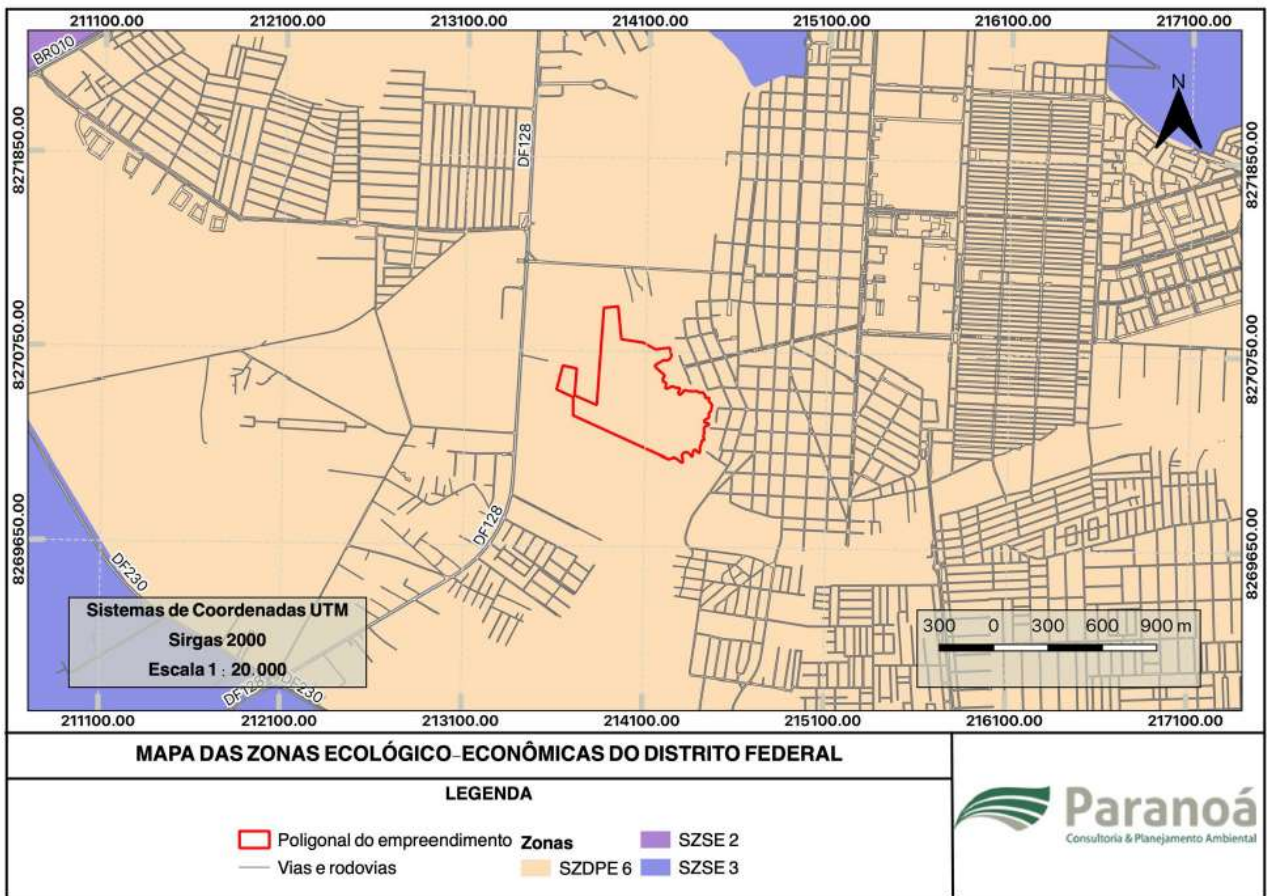 211100.00 212100.00 213100.00 214100.00 215100.00 216100.00 217100.00
BR010
N
DF128
8271850.00
8271850.00
8270750.00
8270750.00
DF128
8269650.00
8269650.00
DF230
Sistemas de Coordenadas UTM
Sirgas 2000
Escala 1 : 20.000
300 0 300 600 900 m
DF230
211100.00 212100.00 213100.00 214100.00 215100.00 216100.00 217100.00
MAPA DAS ZONAS ECOLÓGICO-ECONÔMICAS DO DISTRITO FEDERAL
LEGENDA
Poligonal do empreendimento Zonas SZSE 2
Vias e rodovias SZDPE 6 SZSE 3
Paranoá
Consultoria & Planejamento Ambiental